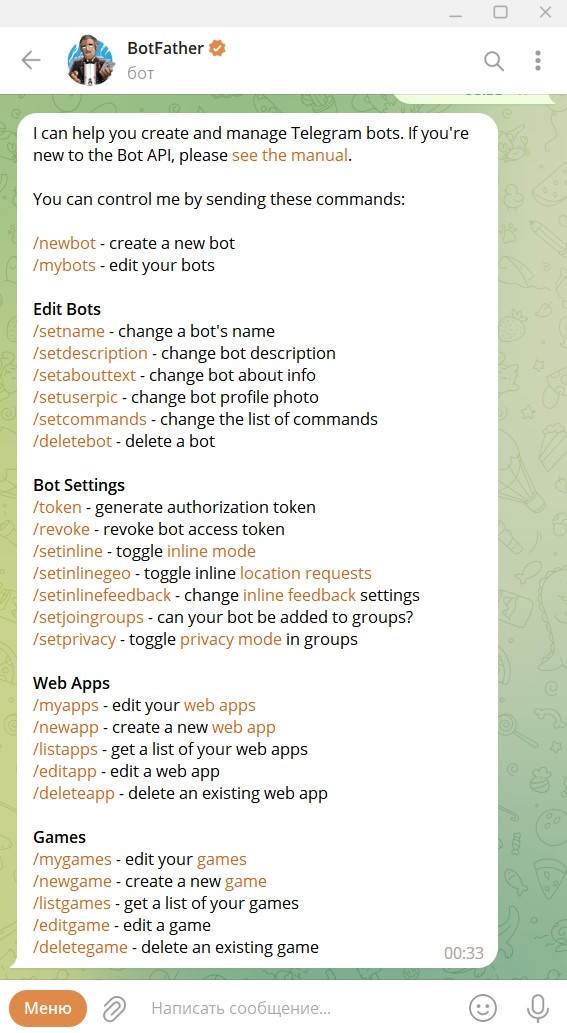 BotFather
бот
I can help you create and manage Telegram bots. If you're
new to the Bot API, please see the manual.
You can control me by sending these commands:
/newbot - create a new bot
/mybots - edit your bots
Edit Bots
/setname - change a bot's name
/setdescription - change bot description
/setabouttext - change bot about info
/setuserpic - change bot profile photo
/setcommands - change the list of commands
/deletebot - delete a bot
Bot Settings
/token - generate authorization token
/revoke - revoke bot access token
/setinline - toggle inline mode
/setinlinegeo - toggle inline location requests
/setinlinefeedback - change inline feedback settings
/setjoingroups - can your bot be added to groups?
/setprivacy - toggle privacy mode in groups
Web Apps
/myapps - edit your web apps
/newapp - create a new web app
/listapps - get a list of your web apps
/editapp - edit a web app
/deleteapp - delete an existing web app
Games
/mygames - edit your games
/newgame - create a new game
/listgames - get a list of your games
/editgame - edit a game
/deletegame - delete an existing game
00:33
Меню
Написать сообщение...